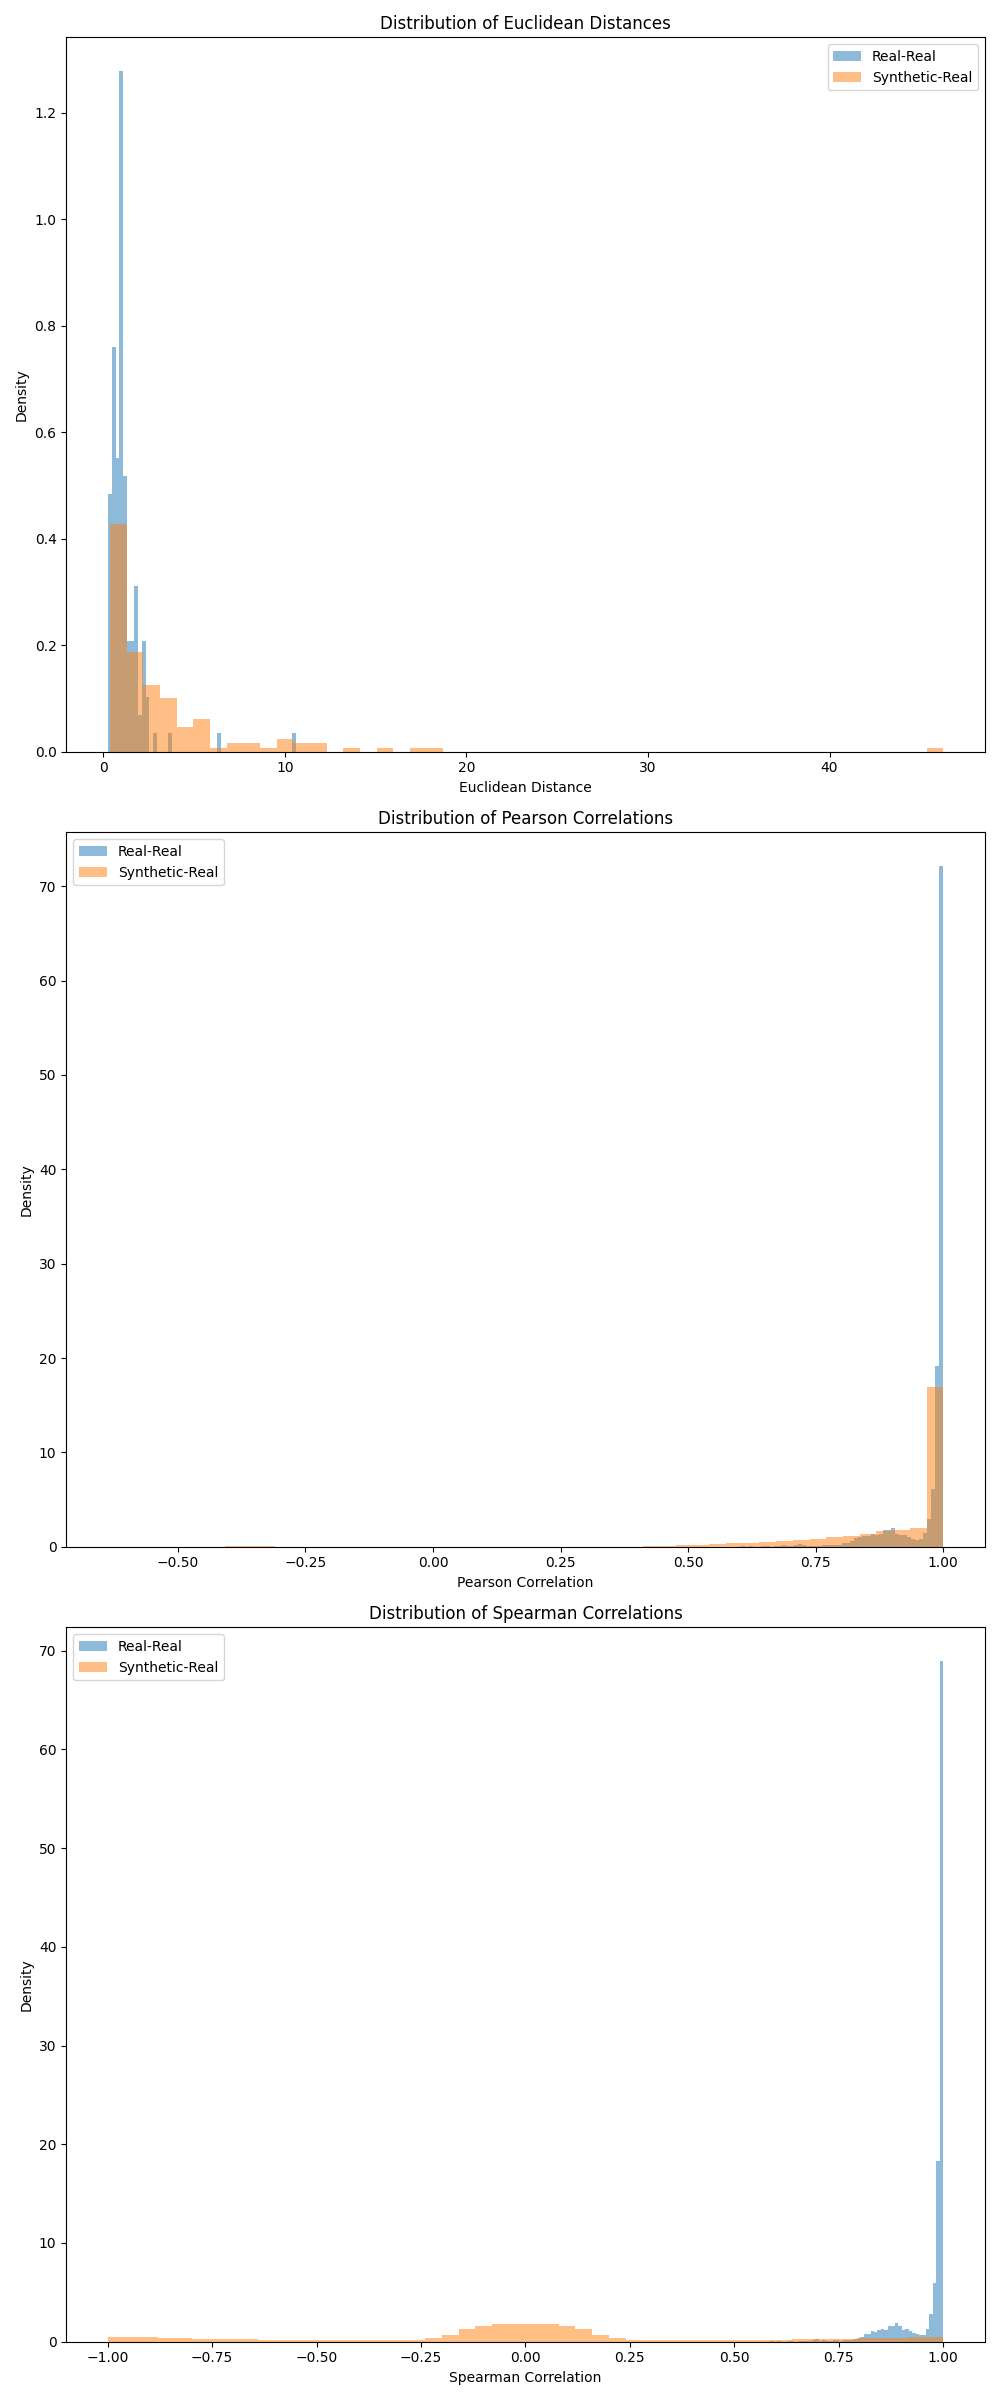 Distribution of Euclidean Distances
Real-Real
Synthetic-Real
1.2
1.0
0.8
0.6
0.4
0.2
0.0
Density
0 10 20 30 40
Euclidean Distance
Distribution of Pearson Correlations
Real-Real
Synthetic-Real
70
60
50
40
30
20
10
0
Density
−0.50 −0.25 0.00 0.25 0.50 0.75 1.00
Pearson Correlation
Distribution of Spearman Correlations
Real-Real
Synthetic-Real
70
60
50
40
30
20
10
0
Density
−1.00 −0.75 −0.50 −0.25 0.00 0.25 0.50 0.75 1.00
Spearman Correlation